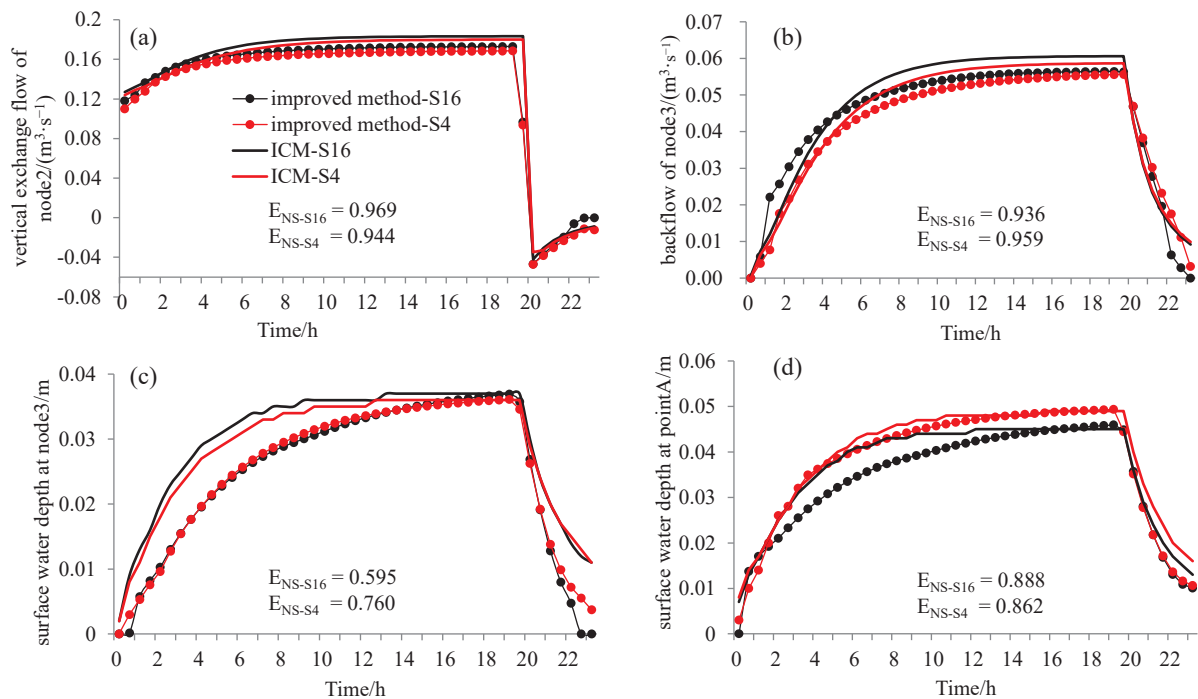 (a)
vertical exchange flow of
node2/(m³·s⁻¹)
0.2
0.16
0.12
0.08
0.04
0
-0.04
-0.08
improved method-S16
improved method-S4
ICM-S16
ICM-S4
E_NS-S16 = 0.969
E_NS-S4 = 0.944
0 2 4 6 8 10 12 14 16 18 20 22
Time/h
(b)
backflow of node3/(m³·s⁻¹)
0.07
0.06
0.05
0.04
0.03
0.02
0.01
0.00
E_NS-S16 = 0.936
E_NS-S4 = 0.959
0 2 4 6 8 10 12 14 16 18 20 22
Time/h
(c)
surface water depth at node3/m
0.04
0.03
0.02
0.01
0
E_NS-S16 = 0.595
E_NS-S4 = 0.760
0 2 4 6 8 10 12 14 16 18 20 22
Time/h
(d)
surface water depth at pointA/m
0.06
0.05
0.04
0.03
0.02
0.01
0
E_NS-S16 = 0.888
E_NS-S4 = 0.862
0 2 4 6 8 10 12 14 16 18 20 22
Time/h